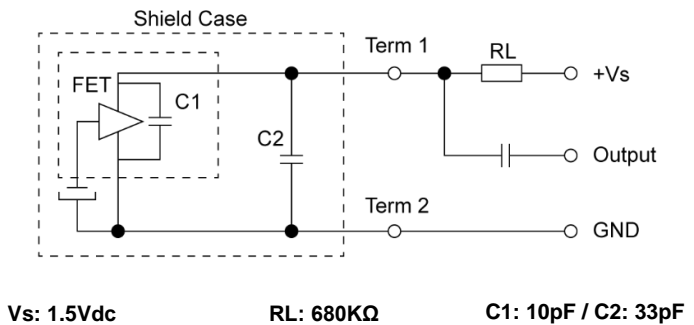 Shield Case
Term 1
RL
FET
+Vs
C1
C2
Output
Term 2
GND
Vs: 1.5Vdc
RL: 680KΩ
C1: 10pF / C2: 33pF